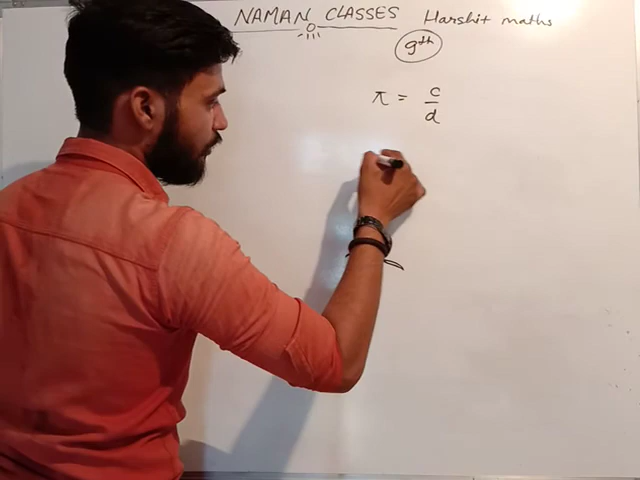 NAMAN CLASSES Harshit maths
9th
π = c/d